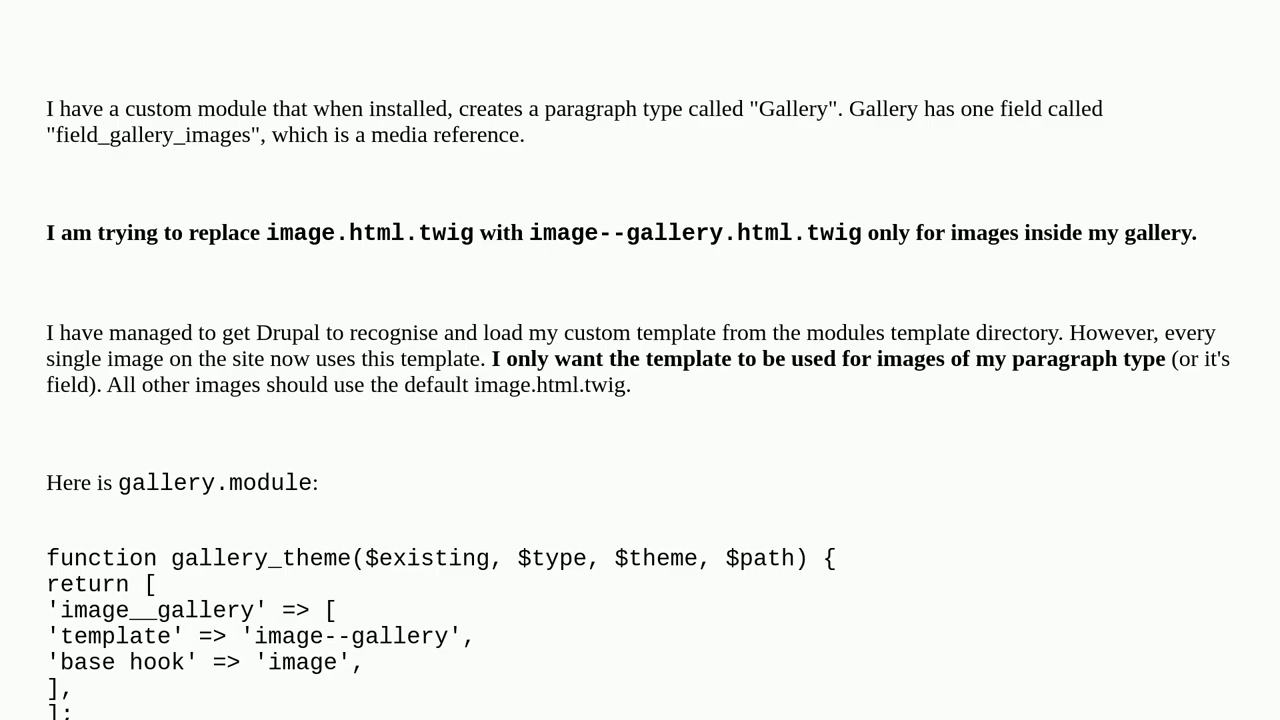 I have a custom module that when installed, creates a paragraph type called "Gallery". Gallery has one field called
"field_gallery_images", which is a media reference.
I am trying to replace image.html.twig with image--gallery.html.twig only for images inside my gallery.
I have managed to get Drupal to recognise and load my custom template from the modules template directory. However, every
single image on the site now uses this template. I only want the template to be used for images of my paragraph type (or it's
field). All other images should use the default image.html.twig.
Here is gallery.module:
function gallery_theme($existing, $type, $theme, $path) {
return [
'image__gallery' => [
'template' => 'image--gallery',
'base hook' => 'image',
],
];